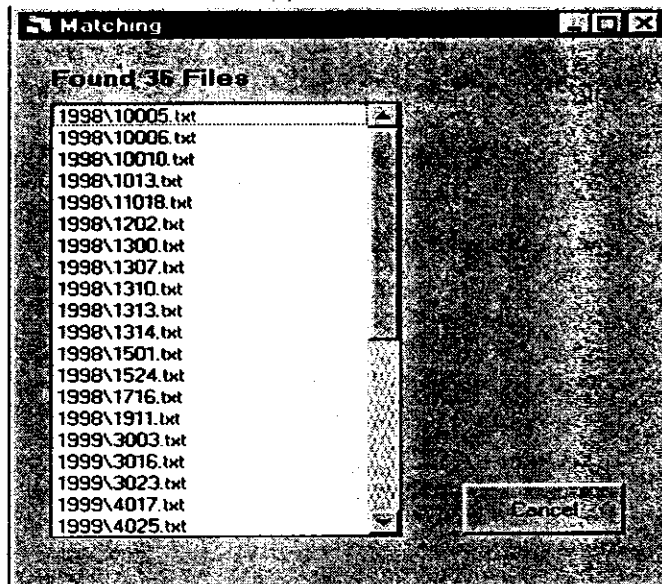 Matching
Found 36 Files
1998\10005.txt
1998\10006.txt
1998\10010.txt
1998\1013.txt
1998\11018.txt
1998\1202.txt
1998\1300.txt
1998\1307.txt
1998\1310.txt
1998\1313.txt
1998\1314.txt
1998\1501.txt
1998\1524.txt
1998\1716.txt
1998\1911.txt
1999\3003.txt
1999\3016.txt
1999\3023.txt
1999\4017.txt
1999\4025.txt
Cancel